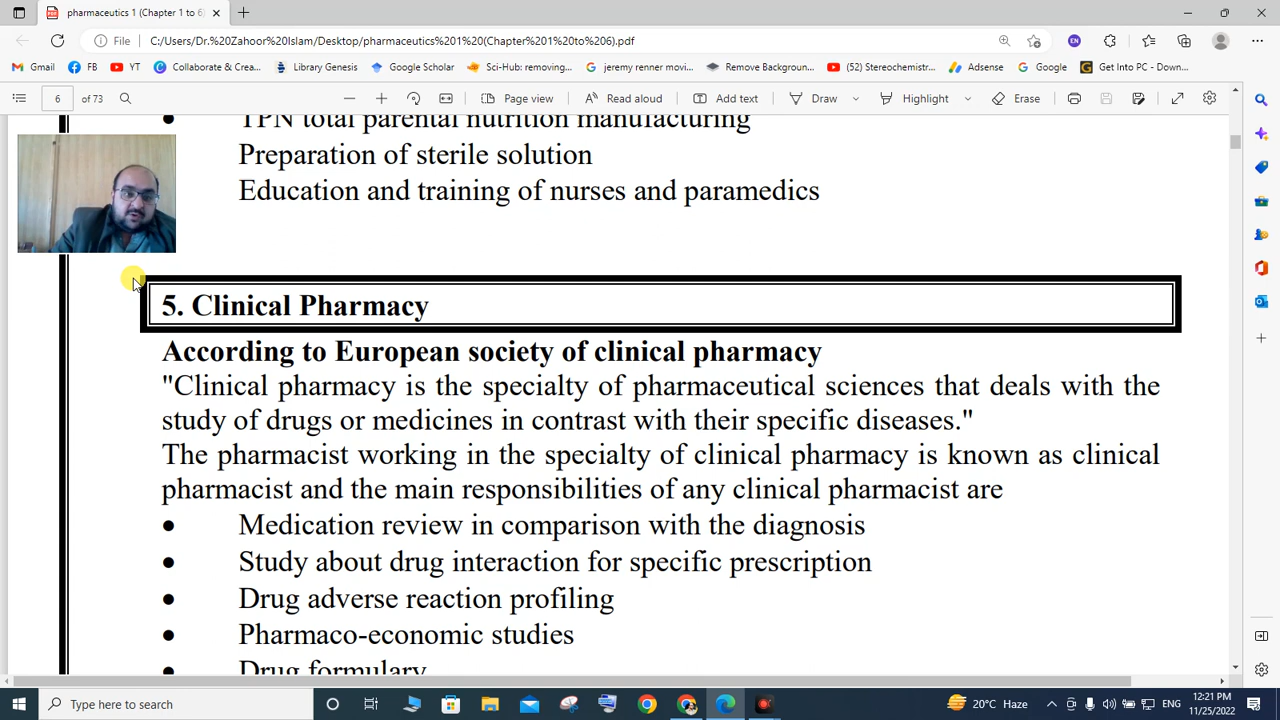 pharmaceutics 1 (Chapter 1 to 6)
File C:/Users/Dr.%20Zahoor%20Islam/Desktop/pharmaceutics%201%20(Chapter%201%20to%206).pdf
Gmail FB YT Collaborate & Crea... Library Genesis Google Scholar Sci-Hub: removing... jeremy renner movi... Remove Backgroun... (52) Stereochemistr... Adsense Google Get Into PC - Down...
6 of 73 Page view Read aloud Add text Draw Highlight Erase
• TPN total parental nutrition manufacturing
Preparation of sterile solution
Education and training of nurses and paramedics
5. Clinical Pharmacy
According to European society of clinical pharmacy
"Clinical pharmacy is the specialty of pharmaceutical sciences that deals with the
study of drugs or medicines in contrast with their specific diseases."
The pharmacist working in the specialty of clinical pharmacy is known as clinical
pharmacist and the main responsibilities of any clinical pharmacist are
• Medication review in comparison with the diagnosis
• Study about drug interaction for specific prescription
• Drug adverse reaction profiling
• Pharmaco-economic studies
• Drug formulary
Type here to search
20°C Haze
ENG
12:21 PM
11/25/2022